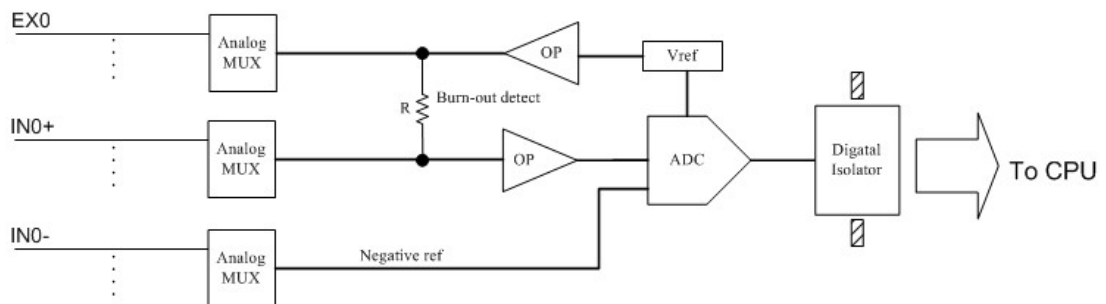 EX0
Analog
MUX
OP
Vref
R
Burn-out detect
IN0+
Analog
MUX
OP
ADC
Digatal
Isolator
To CPU
IN0-
Analog
MUX
Negative ref